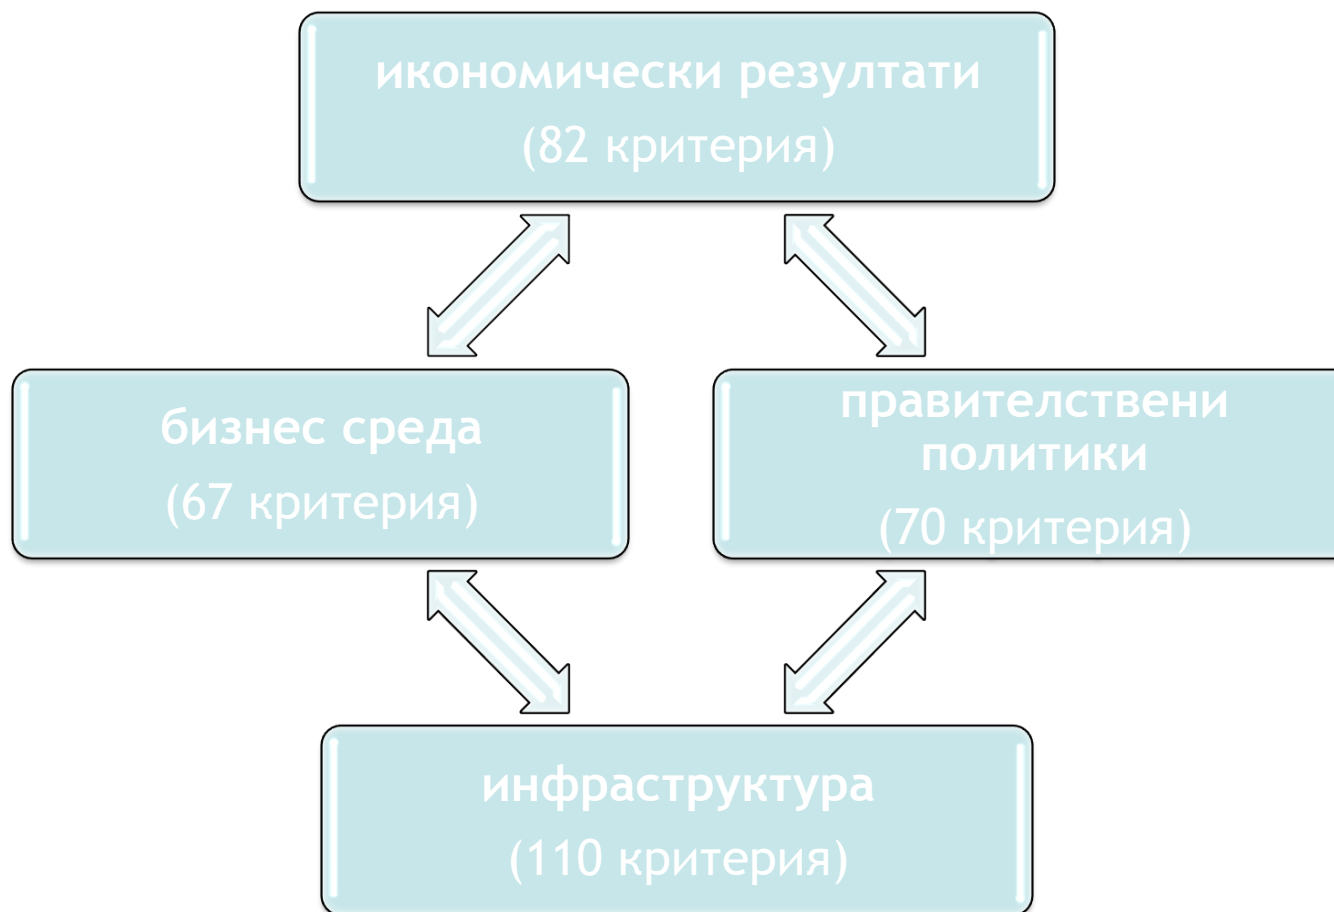 икономически резултати
(82 критерия)
бизнес среда
(67 критерия)
правителствени
политики
(70 критерия)
инфраструктура
(110 критерия)